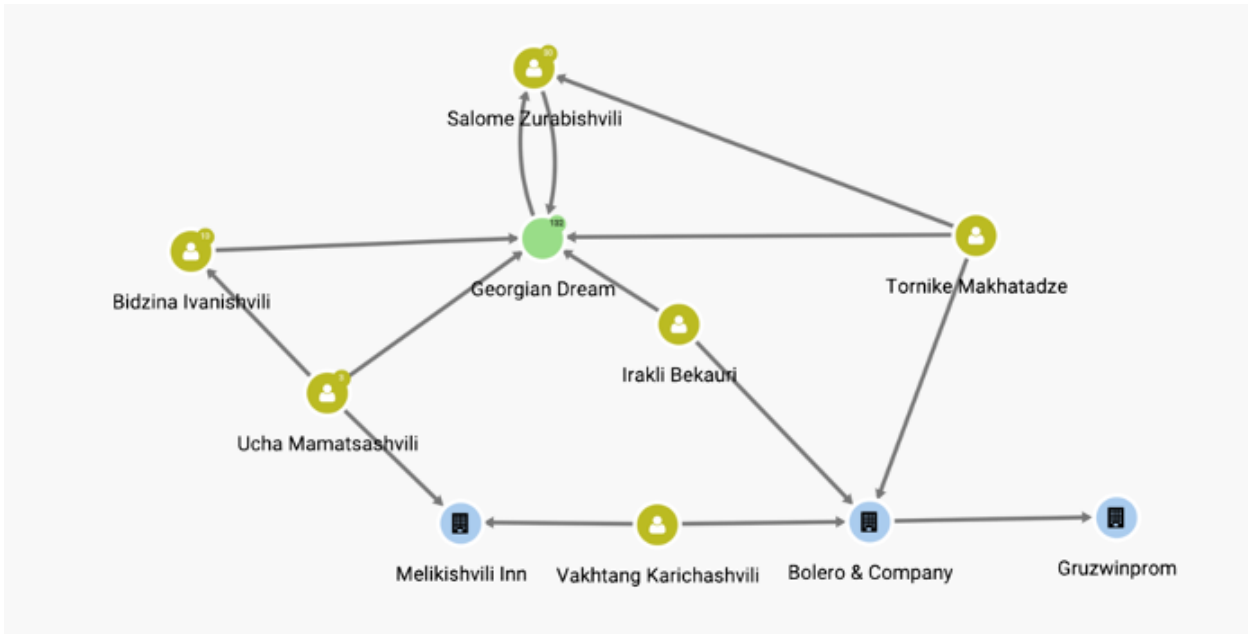 Salome Zurabishvili
Bidzina Ivanishvili
Georgian Dream
Tornike Makhatadze
Irakli Bekauri
Ucha Mamatsashvili
Melikishvili Inn
Vakhtang Karichashvili
Bolero & Company
Gruzwinprom